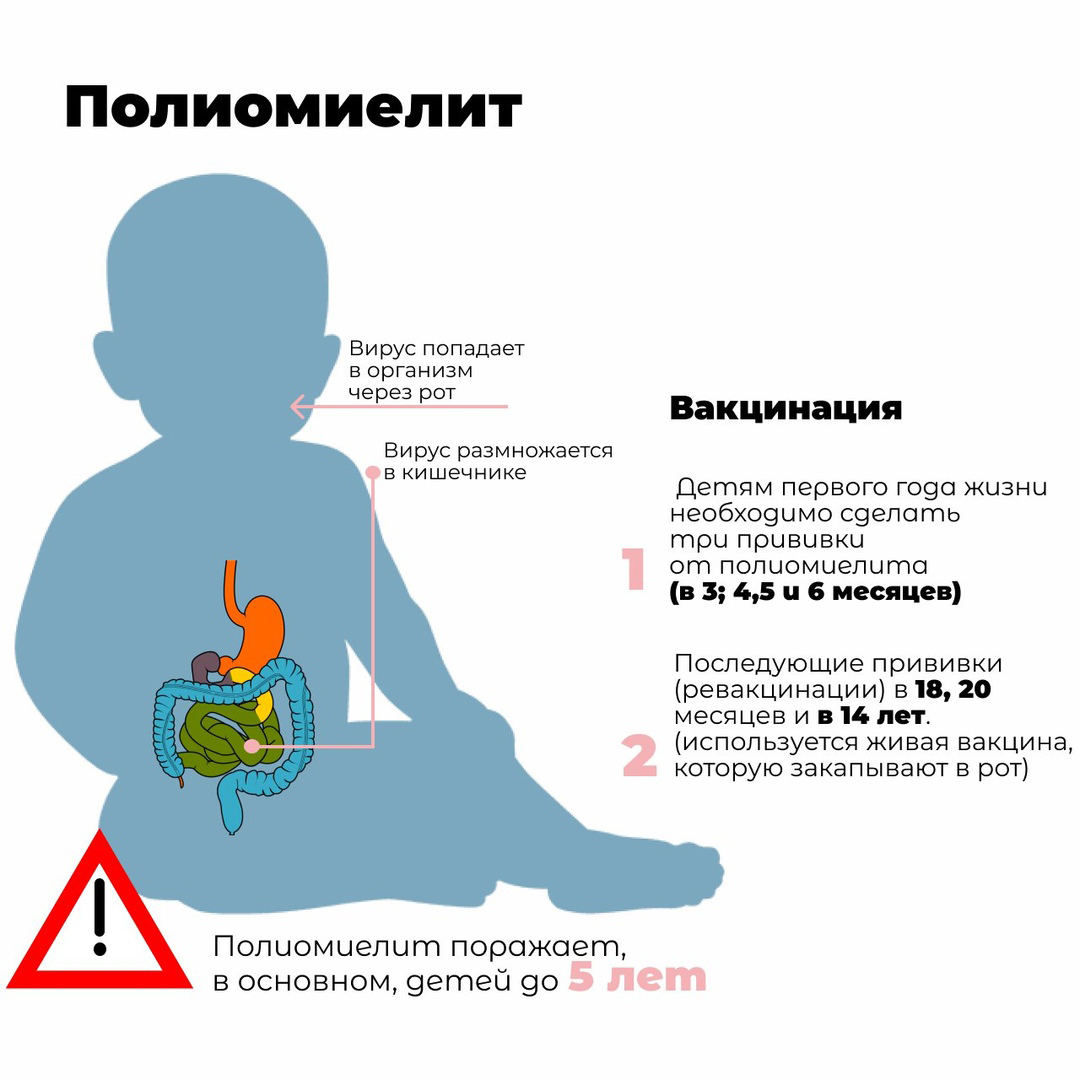 Полиомиелит
Вирус попадает
в организм
через рот
Вирус размножается
в кишечнике
Вакцинация
1
Детям первого года жизни
необходимо сделать
три прививки
от полиомиелита
(в 3; 4,5 и 6 месяцев)
2
Последующие прививки
(ревакцинации) в 18, 20
месяцев и в 14 лет.
(используется живая вакцина,
которую закапывают в рот)
!
Полиомиелит поражает,
в основном, детей до 5 лет